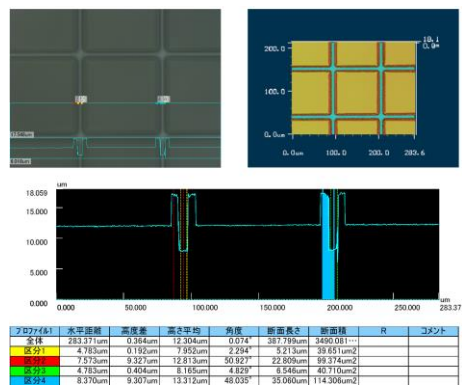 200.0
100.0
0.0um
0.0um 100.0 200.0 283.6
um
18.059
15.000
10.000
5.000
0.000
0.000 50.000 100.000 150.000 200.000 250.000 283.37
プロファイル1 水平距離 高度差 高さ平均 角度 断面長さ 断面積 R コメント
全体 283.371um 0.364um 12.304um 0.074° 387.799um 3490.081…
区分1 4.783um 0.192um 7.952um 2.294° 5.213um 39.651um2
区分2 7.573um 9.327um 12.813um 50.927° 22.809um 99.374um2
区分3 4.783um 0.404um 8.165um 4.829° 6.546um 40.710um2
区分4 8.370um 9.307um 13.312um 48.035° 35.060um 114.306um2